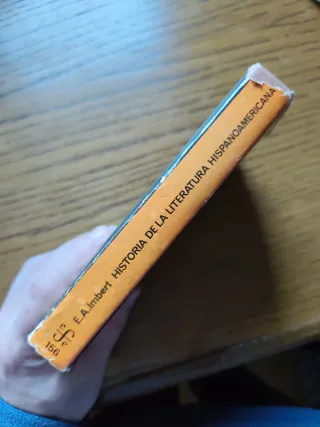 156
E.A.Imbert HISTORIA DE LA LITERATURA HISPANOAMERICANA